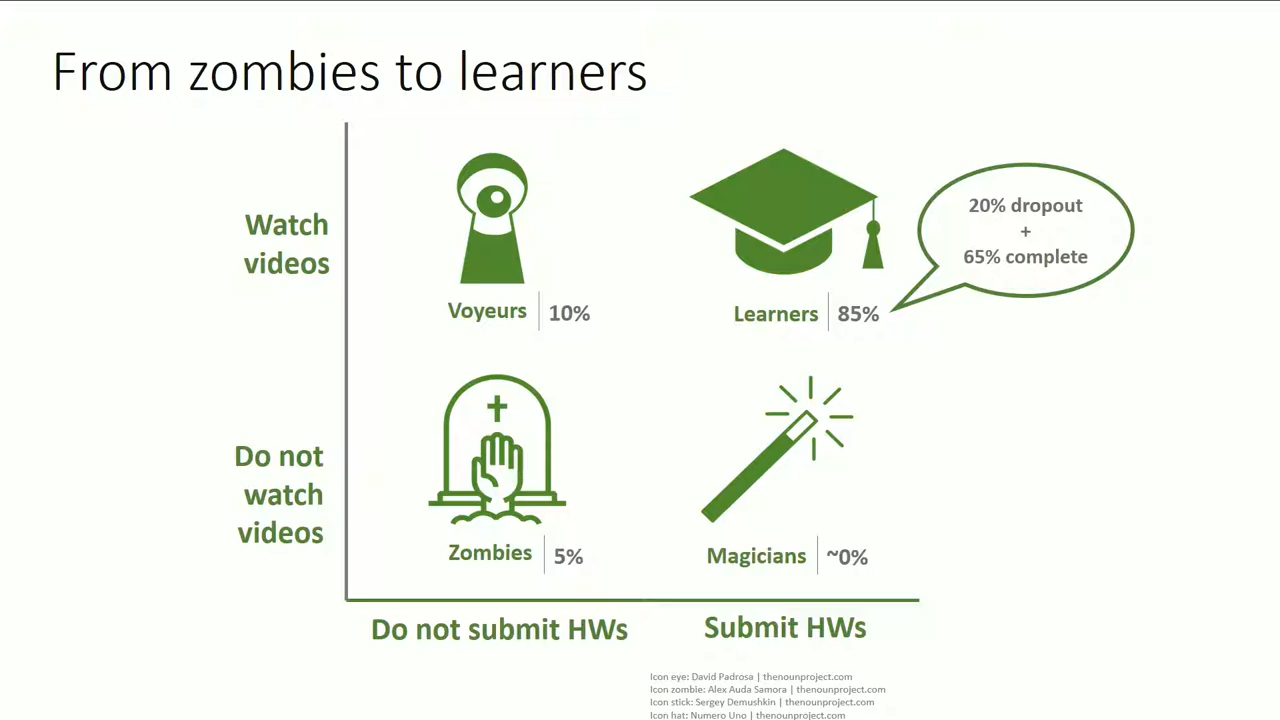 From zombies to learners
Watch
videos
Voyeurs
10%
Learners
85%
20% dropout
+
65% complete
Do not
watch
videos
Zombies
5%
Magicians
~0%
Do not submit HWs
Submit HWs
Icon eye: David Padrosa | thenounproject.com
Icon zombie: Alex Auda Samora | thenounproject.com
Icon stick: Sergey Demushkin | thenounproject.com
Icon hat: Numero Uno | thenounproject.com